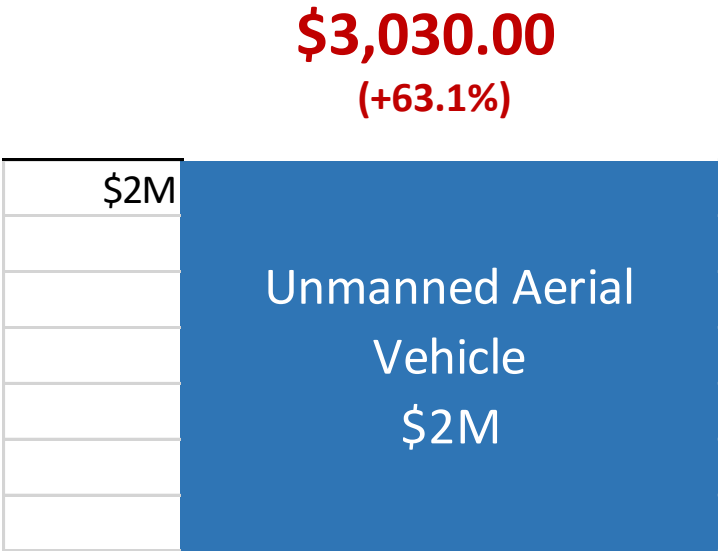 $3,030.00
(+63.1%)
$2M
Unmanned Aerial
Vehicle
$2M